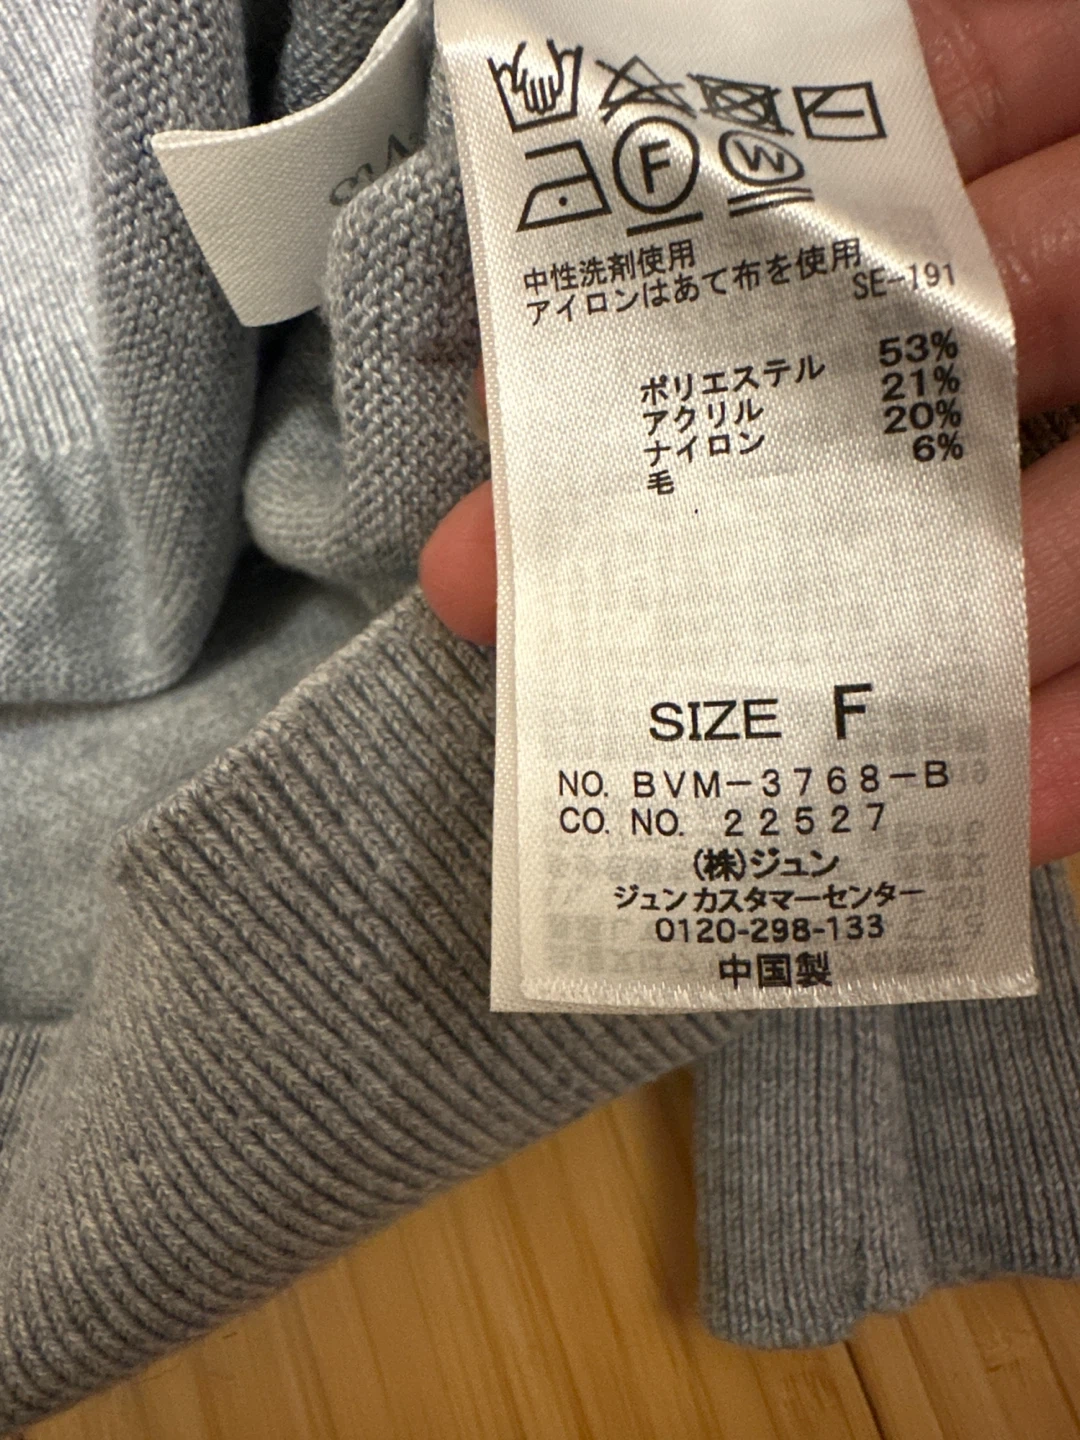 F W
中性洗剤使用
アイロンはあて布を使用
SE-191
ポリエステル 53%
アクリル 21%
ナイロン 20%
毛 6%
SIZE F
NO. BVM-3768-B
CO. NO. 22527
(株)ジュン
ジュンカスタマーセンター
0120-298-133
中国製